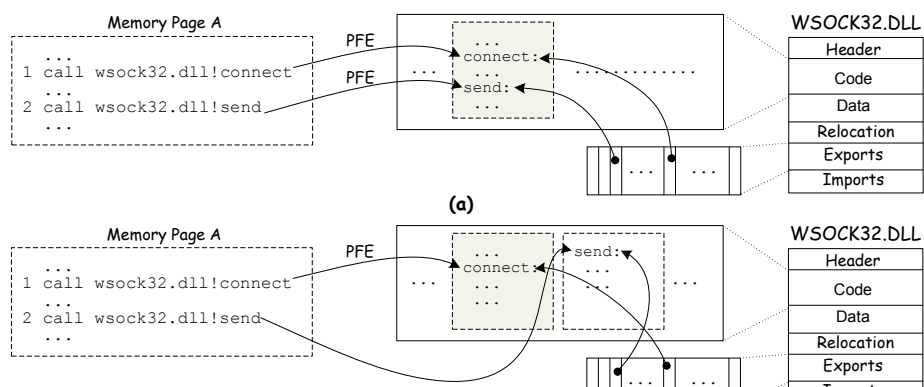 Memory Page A
...
1 call wsock32.dll!connect
...
2 call wsock32.dll!send
...
PFE
PFE
...
...
connect:
...
send:
...
.............
... ...
WSOCK32.DLL
Header
Code
Data
Relocation
Exports
Imports
(a)
Memory Page A
...
1 call wsock32.dll!connect
...
2 call wsock32.dll!send
...
PFE
...
...
connect:
...
...
send:
...
...
...
... ...
WSOCK32.DLL
Header
Code
Data
Relocation
Exports